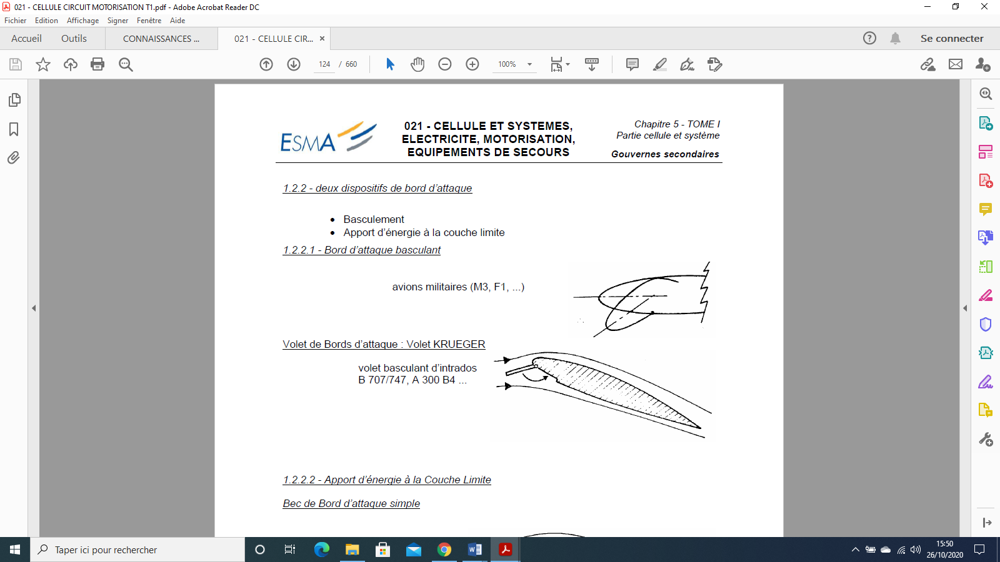 021 - CELLULE CIRCUIT MOTORISATION T1.pdf - Adobe Acrobat Reader DC
Fichier Edition Affichage Signer Fenêtre Aide
Accueil Outils CONNAISSANCES ... 021 - CELLULE CIR... × Se connecter
124 / 660 100%
ESMA
021 - CELLULE ET SYSTEMES,
ELECTRICITE, MOTORISATION,
EQUIPEMENTS DE SECOURS
Chapitre 5 - TOME I
Partie cellule et système
Gouvernes secondaires
1.2.2 - deux dispositifs de bord d’attaque
• Basculement
• Apport d’énergie à la couche limite
1.2.2.1 - Bord d’attaque basculant
avions militaires (M3, F1, ...)
Volet de Bords d’attaque : Volet KRUEGER
volet basculant d’intrados
B 707/747, A 300 B4 ...
1.2.2.2 - Apport d’énergie à la Couche Limite
Bec de Bord d’attaque simple
Taper ici pour rechercher
15:50
26/10/2020